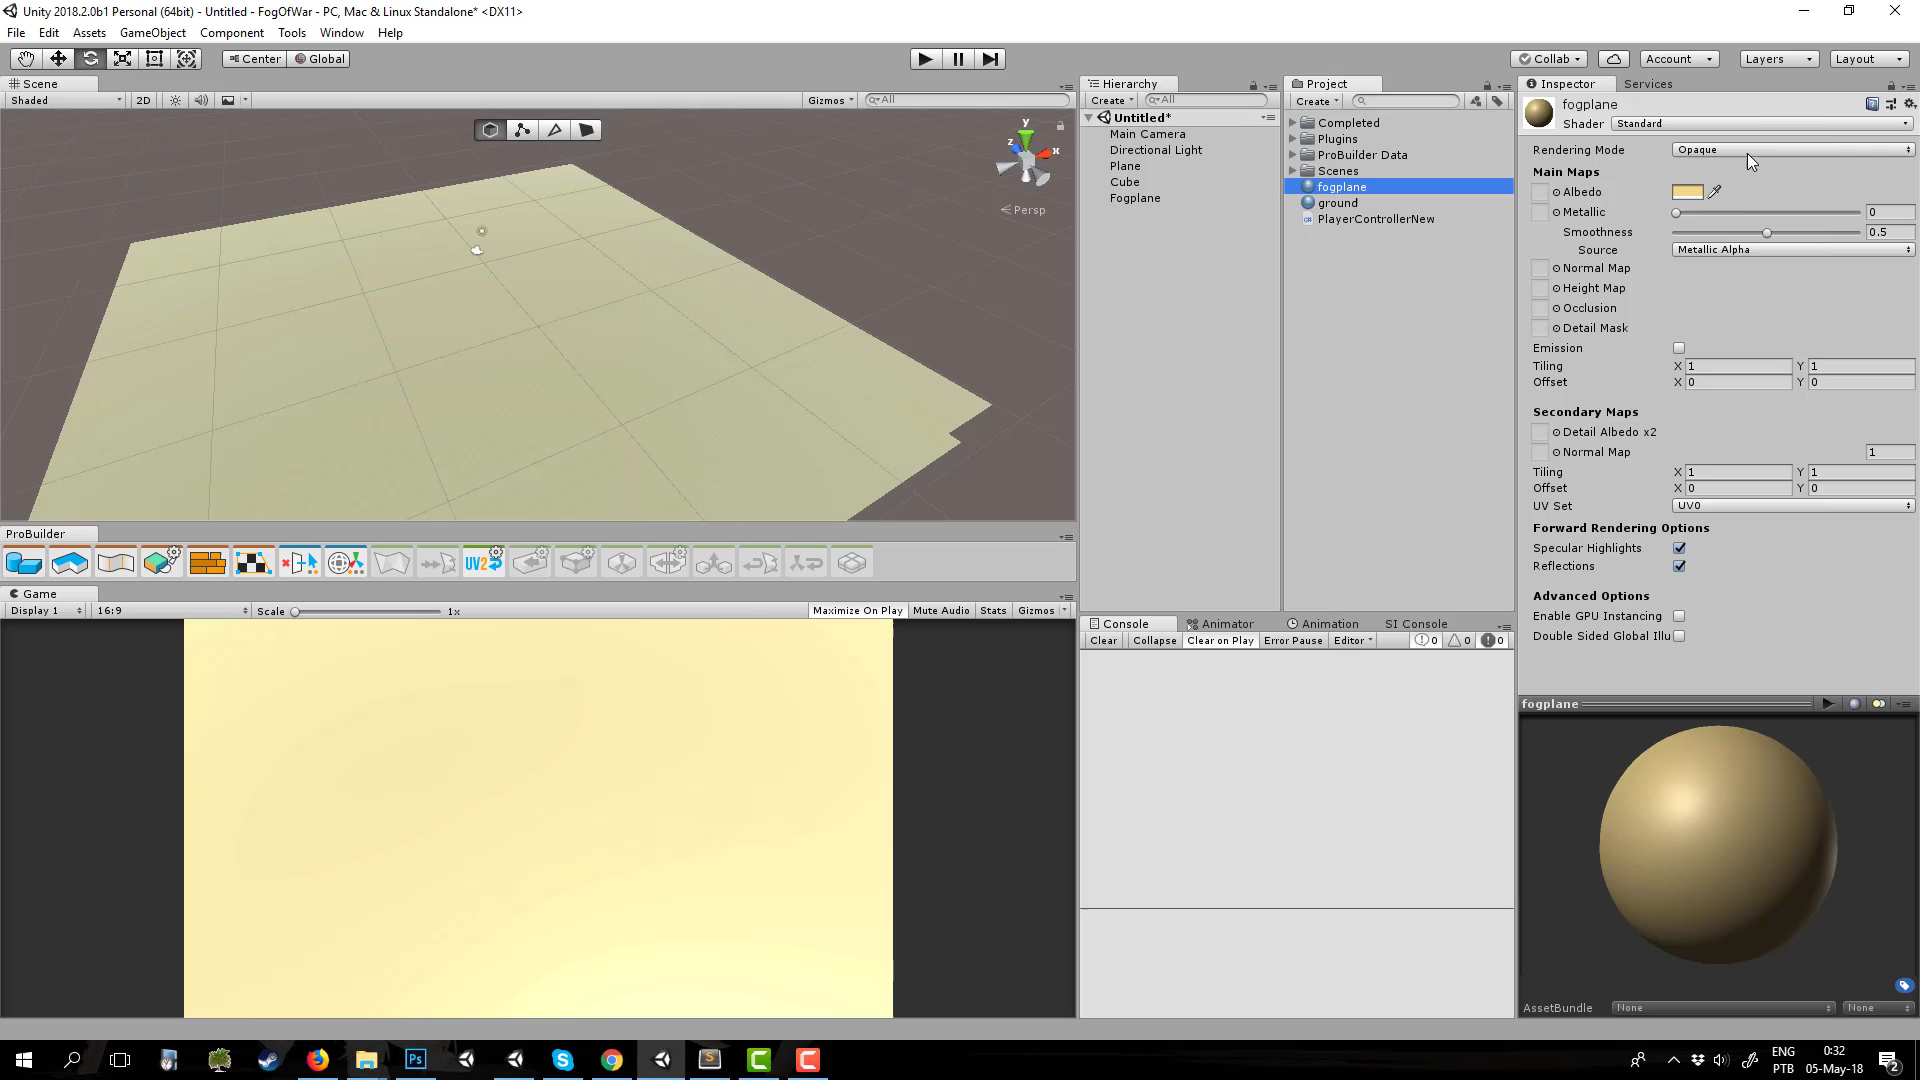 Unity 2018.2.0b1 Personal (64bit) - Untitled - FogOfWar - PC, Mac & Linux Standalone* <DX11>
File Edit Assets GameObject Component Tools Window Help
Center Global Collab Account Layers Layout
Scene Hierarchy Project Inspector Services
Shaded 2D Gizmos All Create All Create
fogplane
Shader Standard
Untitled*
Main Camera
Directional Light
Plane
Cube
Fogplane
Completed
Plugins
ProBuilder Data
Scenes
fogplane
ground
PlayerControllerNew
y
z
x
Persp
Rendering Mode Opaque
Main Maps
Albedo
Metallic 0
Smoothness 0.5
Source Metallic Alpha
Normal Map
Height Map
Occlusion
Detail Mask
Emission
Tiling X 1 Y 1
Offset X 0 Y 0
Secondary Maps
Detail Albedo x2
Normal Map 1
Tiling X 1 Y 1
Offset X 0 Y 0
UV Set UV0
Forward Rendering Options
Specular Highlights
Reflections
Advanced Options
Enable GPU Instancing
Double Sided Global Illu
ProBuilder
UV2
Game
Display 1 16:9 Scale 1x Maximize On Play Mute Audio Stats Gizmos
Console Animator Animation SI Console
Clear Collapse Clear on Play Error Pause Editor 0 0 0
fogplane
AssetBundle None None
Ps
S
C
C
ENG
PTB
0:32
05-May-18
2